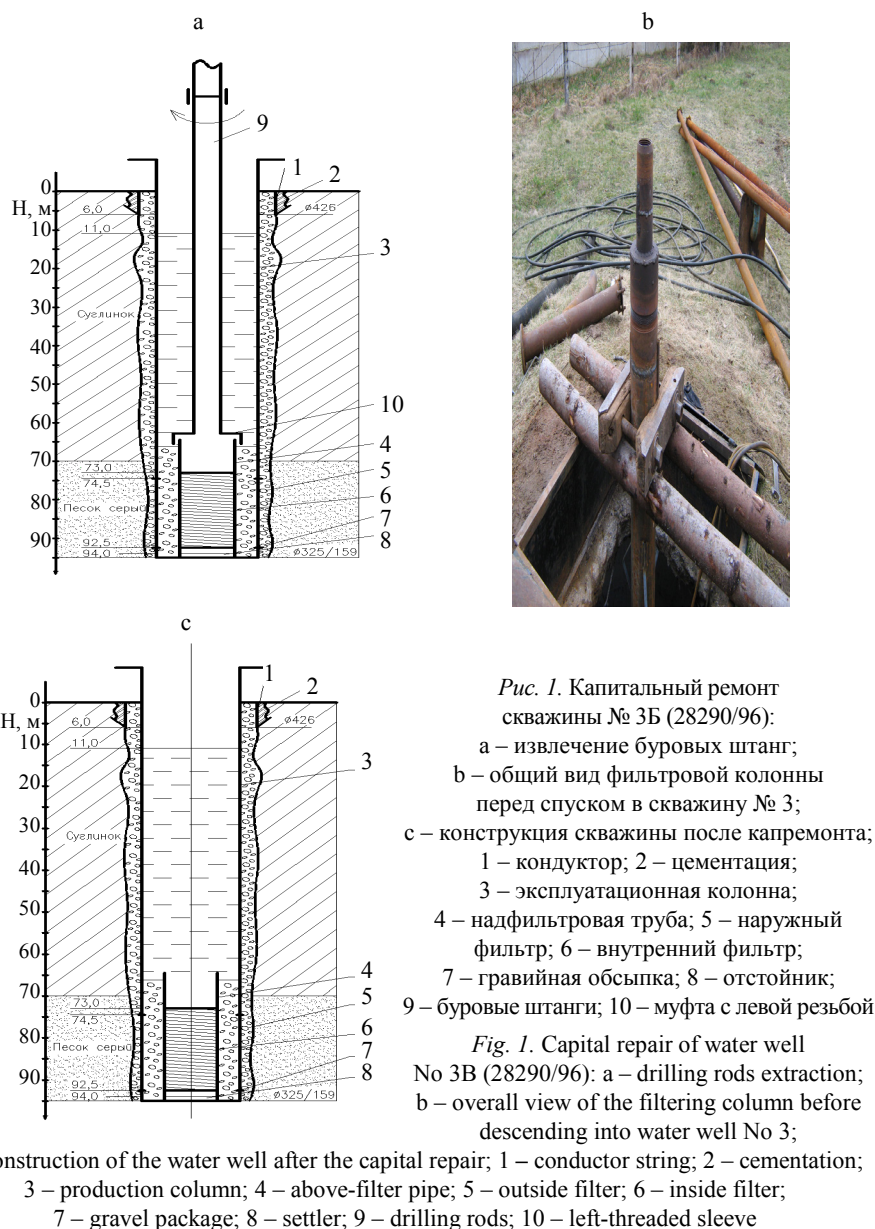 a
b
9
1
2
0
Н, м
6,0
ø426
10
11,0
3
20
30
Суглинок
40
50
60
10
4
70
73,0
5
74,5
6
80
Песок серый
7
90
92,5
8
94,0
ø325/159
c
1
2
0
Н, м
6,0
ø426
10
11,0
3
20
30
Суглинок
40
50
60
4
70
73,0
5
74,5
6
80
Песок серый
7
90
92,5
8
94,0
ø325/159
Рис. 1. Капитальный ремонт
скважины № 3Б (28290/96):
а – извлечение буровых штанг;
b – общий вид фильтровой колонны
перед спуском в скважину № 3;
с – конструкция скважины после капремонта;
1 – кондуктор; 2 – цементация;
3 – эксплуатационная колонна;
4 – надфильтровая труба; 5 – наружный
фильтр; 6 – внутренний фильтр;
7 – гравийная обсыпка; 8 – отстойник;
9 – буровые штанги; 10 – муфта с левой резьбой
Fig. 1. Capital repair of water well
No 3B (28290/96): a – drilling rods extraction;
b – overall view of the filtering column before
descending into water well No 3;
onstruction of the water well after the capital repair; 1 – conductor string; 2 – cementation;
3 – production column; 4 – above-filter pipe; 5 – outside filter; 6 – inside filter;
7 – gravel package; 8 – settler; 9 – drilling rods; 10 – left-threaded sleeve